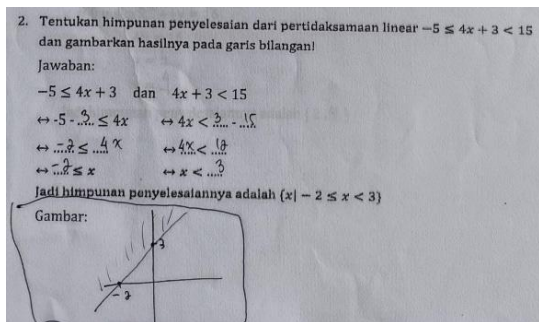 2. Tentukan himpunan penyelesaian dari pertidaksamaan linear −5 ≤ 4x + 3 < 15
dan gambarkan hasilnya pada garis bilangan!
Jawaban:
−5 ≤ 4x + 3 dan 4x + 3 < 15
↔ -5 - ..3.. ≤ 4x ↔ 4x < ..3.. - ..15..
↔ ..-2.. ≤ ..4x ↔ ..4x.. < ..12..
↔ ..-2.. ≤ x ↔ x < ..3..
Jadi himpunan penyelesaiannya adalah {x| − 2 ≤ x < 3}
Gambar:
3
-2